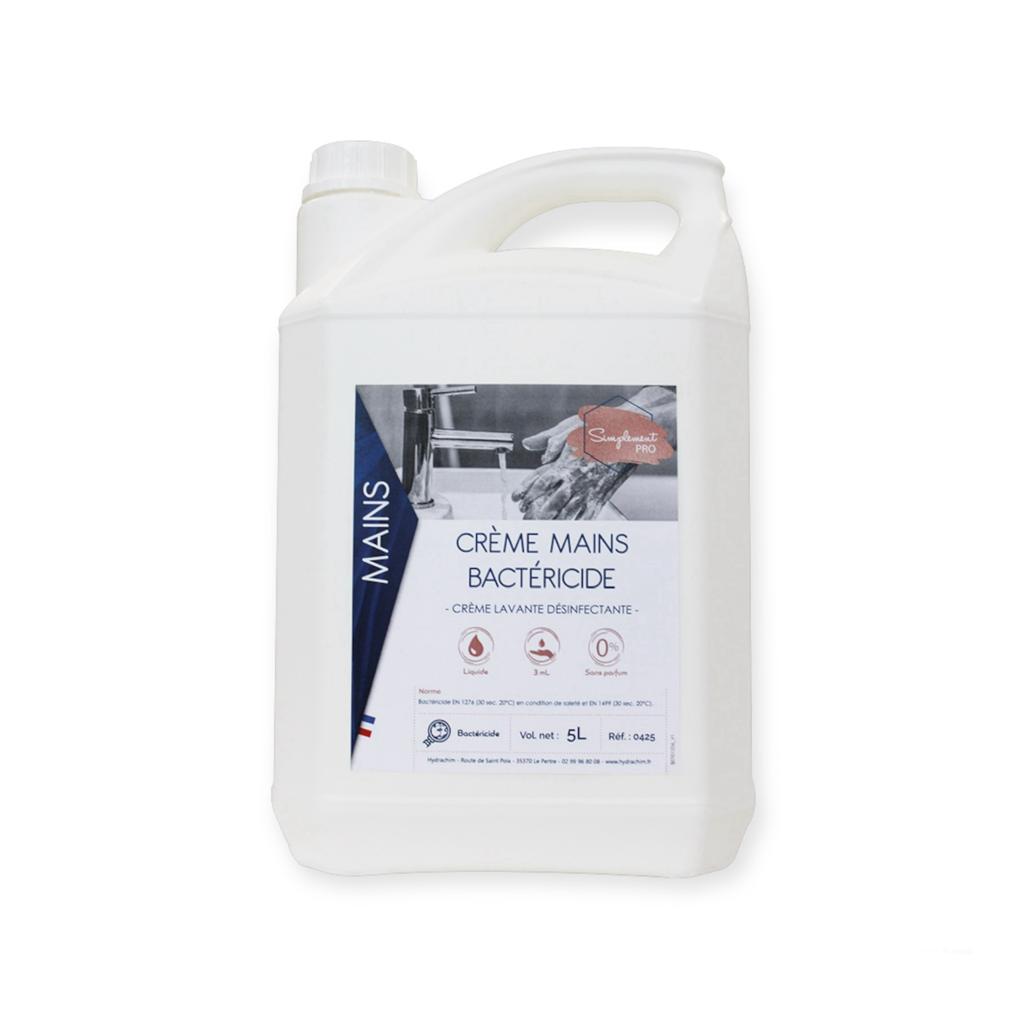 Simplement
PRO
MAINS
CRÈME MAINS
BACTÉRICIDE
- CRÈME LAVANTE DÉSINFECTANTE -
0%
Liquide
3 mL
Sans parfum
Norme
Bactéricide EN 1276 (30 sec. 20°C) en condition de saleté et EN 1499 (30 sec. 20°C).
Bactéricide
Vol. net : 5L
Réf. : 0425
Hydrachim - Route de Saint Poix - 35370 Le Pertre - 02 99 96 80 08 - www.hydrachim.fr